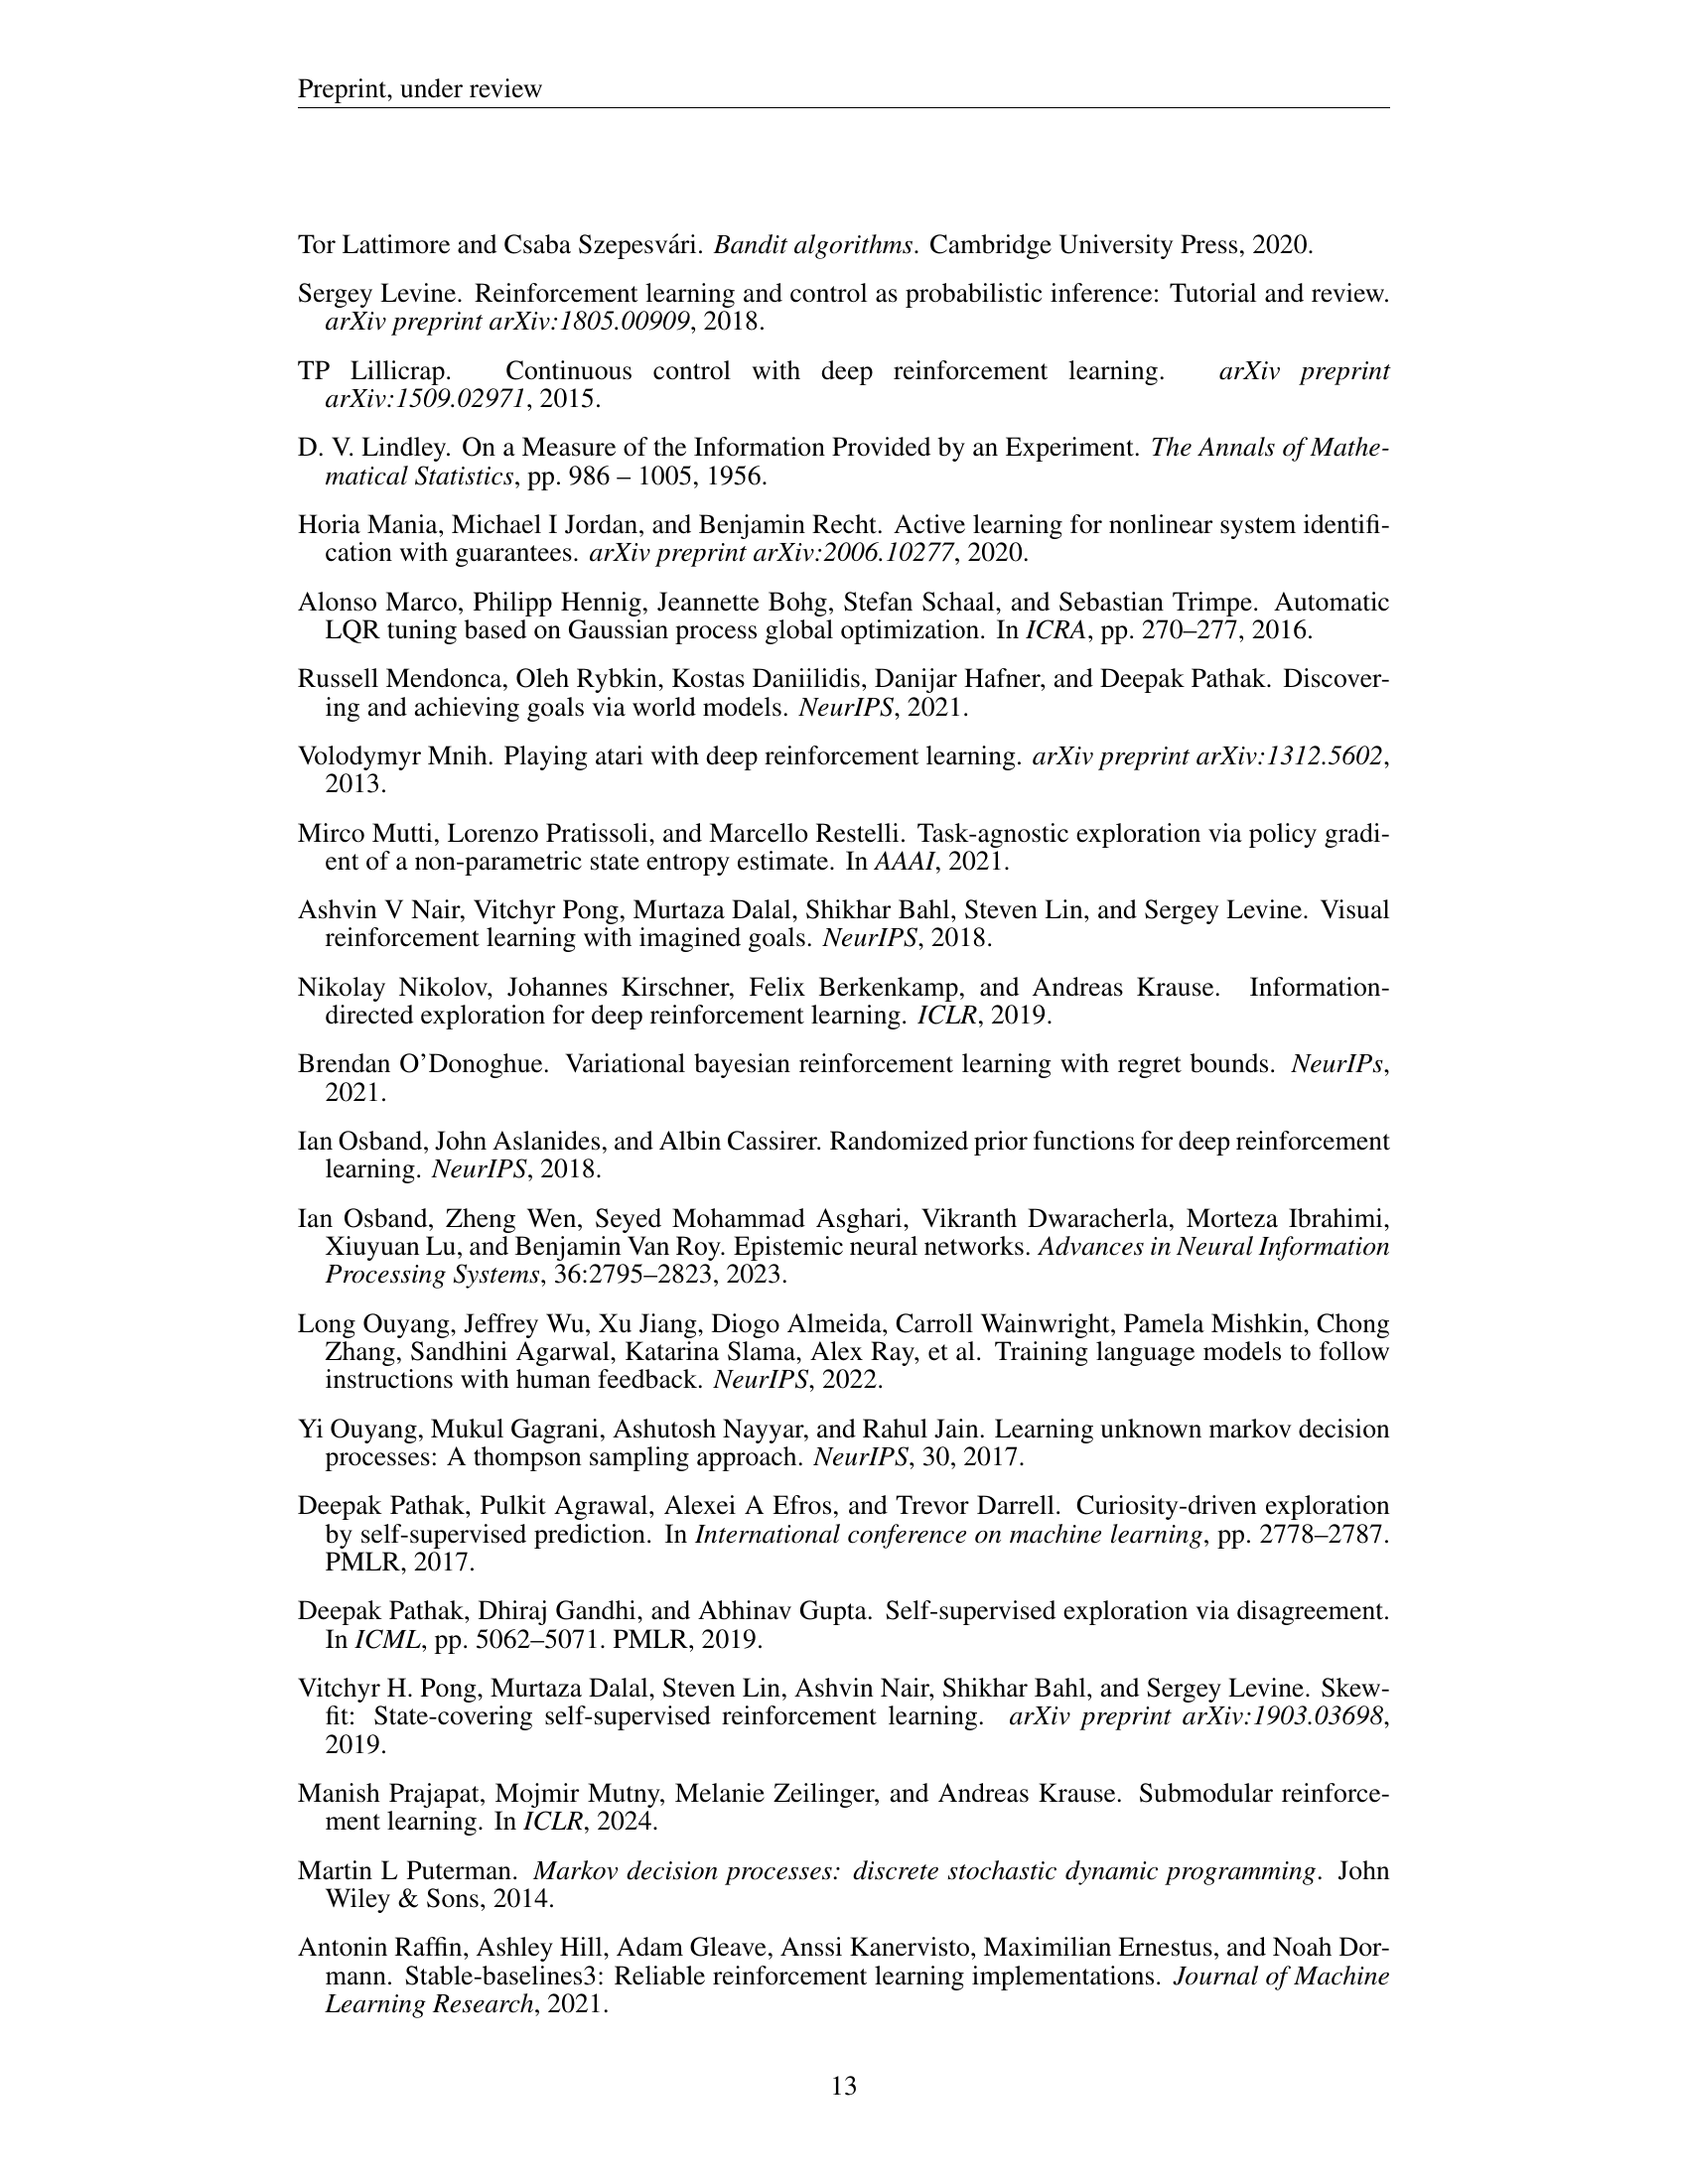 Preprint, under review
Tor Lattimore and Csaba Szepesvári. Bandit algorithms. Cambridge University Press, 2020.
Sergey Levine. Reinforcement learning and control as probabilistic inference: Tutorial and review.
arXiv preprint arXiv:1805.00909, 2018.
TP Lillicrap. Continuous control with deep reinforcement learning. arXiv preprint
arXiv:1509.02971, 2015.
D. V. Lindley. On a Measure of the Information Provided by an Experiment. The Annals of Mathe-
matical Statistics, pp. 986 – 1005, 1956.
Horia Mania, Michael I Jordan, and Benjamin Recht. Active learning for nonlinear system identifi-
cation with guarantees. arXiv preprint arXiv:2006.10277, 2020.
Alonso Marco, Philipp Hennig, Jeannette Bohg, Stefan Schaal, and Sebastian Trimpe. Automatic
LQR tuning based on Gaussian process global optimization. In ICRA, pp. 270–277, 2016.
Russell Mendonca, Oleh Rybkin, Kostas Daniilidis, Danijar Hafner, and Deepak Pathak. Discover-
ing and achieving goals via world models. NeurIPS, 2021.
Volodymyr Mnih. Playing atari with deep reinforcement learning. arXiv preprint arXiv:1312.5602,
2013.
Mirco Mutti, Lorenzo Pratissoli, and Marcello Restelli. Task-agnostic exploration via policy gradi-
ent of a non-parametric state entropy estimate. In AAAI, 2021.
Ashvin V Nair, Vitchyr Pong, Murtaza Dalal, Shikhar Bahl, Steven Lin, and Sergey Levine. Visual
reinforcement learning with imagined goals. NeurIPS, 2018.
Nikolay Nikolov, Johannes Kirschner, Felix Berkenkamp, and Andreas Krause. Information-
directed exploration for deep reinforcement learning. ICLR, 2019.
Brendan O’Donoghue. Variational bayesian reinforcement learning with regret bounds. NeurIPs,
2021.
Ian Osband, John Aslanides, and Albin Cassirer. Randomized prior functions for deep reinforcement
learning. NeurIPS, 2018.
Ian Osband, Zheng Wen, Seyed Mohammad Asghari, Vikranth Dwaracherla, Morteza Ibrahimi,
Xiuyuan Lu, and Benjamin Van Roy. Epistemic neural networks. Advances in Neural Information
Processing Systems, 36:2795–2823, 2023.
Long Ouyang, Jeffrey Wu, Xu Jiang, Diogo Almeida, Carroll Wainwright, Pamela Mishkin, Chong
Zhang, Sandhini Agarwal, Katarina Slama, Alex Ray, et al. Training language models to follow
instructions with human feedback. NeurIPS, 2022.
Yi Ouyang, Mukul Gagrani, Ashutosh Nayyar, and Rahul Jain. Learning unknown markov decision
processes: A thompson sampling approach. NeurIPS, 30, 2017.
Deepak Pathak, Pulkit Agrawal, Alexei A Efros, and Trevor Darrell. Curiosity-driven exploration
by self-supervised prediction. In International conference on machine learning, pp. 2778–2787.
PMLR, 2017.
Deepak Pathak, Dhiraj Gandhi, and Abhinav Gupta. Self-supervised exploration via disagreement.
In ICML, pp. 5062–5071. PMLR, 2019.
Vitchyr H. Pong, Murtaza Dalal, Steven Lin, Ashvin Nair, Shikhar Bahl, and Sergey Levine. Skew-
fit: State-covering self-supervised reinforcement learning. arXiv preprint arXiv:1903.03698,
2019.
Manish Prajapat, Mojmir Mutny, Melanie Zeilinger, and Andreas Krause. Submodular reinforce-
ment learning. In ICLR, 2024.
Martin L Puterman. Markov decision processes: discrete stochastic dynamic programming. John
Wiley & Sons, 2014.
Antonin Raffin, Ashley Hill, Adam Gleave, Anssi Kanervisto, Maximilian Ernestus, and Noah Dor-
mann. Stable-baselines3: Reliable reinforcement learning implementations. Journal of Machine
Learning Research, 2021.
13